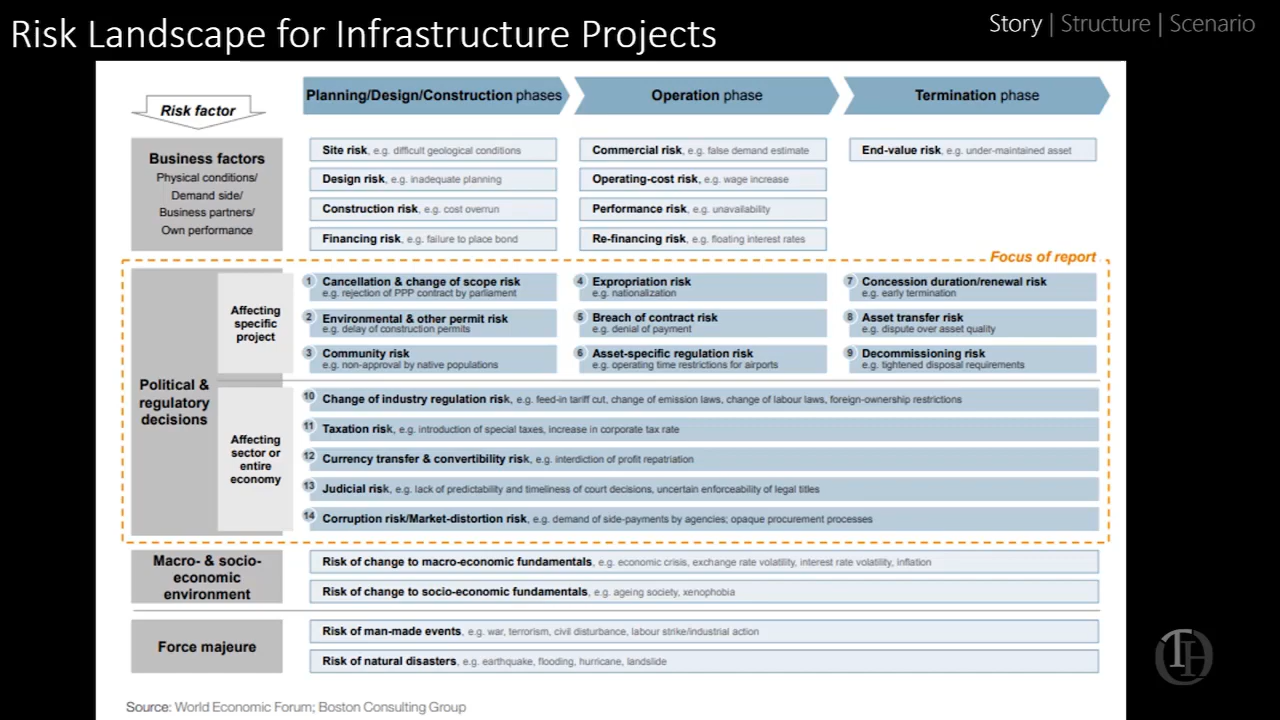 Risk Landscape for Infrastructure Projects
Story | Structure | Scenario
Risk factor
Planning/Design/Construction phases
Operation phase
Termination phase
Business factors
Physical conditions/
Demand side/
Business partners/
Own performance
Site risk, e.g. difficult geological conditions
Commercial risk, e.g. false demand estimate
End-value risk, e.g. under-maintained asset
Design risk, e.g. inadequate planning
Operating-cost risk, e.g. wage increase
Construction risk, e.g. cost overrun
Performance risk, e.g. unavailability
Financing risk, e.g. failure to place bond
Re-financing risk, e.g. floating interest rates
Focus of report
Political &
regulatory
decisions
Affecting
specific
project
1 Cancellation & change of scope risk
e.g. rejection of PPP contract by parliament
4 Expropriation risk
e.g. nationalization
7 Concession duration/renewal risk
e.g. early termination
2 Environmental & other permit risk
e.g. delay of construction permits
5 Breach of contract risk
e.g. denial of payment
8 Asset transfer risk
e.g. dispute over asset quality
3 Community risk
e.g. non-approval by native populations
6 Asset-specific regulation risk
e.g. operating time restrictions for airports
9 Decommissioning risk
e.g. tightened disposal requirements
Affecting
sector or
entire
economy
10 Change of industry regulation risk, e.g. feed-in tariff cut, change of emission laws, change of labour laws, foreign-ownership restrictions
11 Taxation risk, e.g. introduction of special taxes, increase in corporate tax rate
12 Currency transfer & convertibility risk, e.g. interdiction of profit repatriation
13 Judicial risk, e.g. lack of predictability and timeliness of court decisions, uncertain enforceability of legal titles
14 Corruption risk/Market-distortion risk, e.g. demand of side-payments by agencies; opaque procurement processes
Macro- & socio-
economic
environment
Risk of change to macro-economic fundamentals, e.g. economic crisis, exchange rate volatility, interest rate volatility, inflation
Risk of change to socio-economic fundamentals, e.g. ageing society, xenophobia
Force majeure
Risk of man-made events, e.g. war, terrorism, civil disturbance, labour strike/industrial action
Risk of natural disasters, e.g. earthquake, flooding, hurricane, landslide
Source: World Economic Forum; Boston Consulting Group